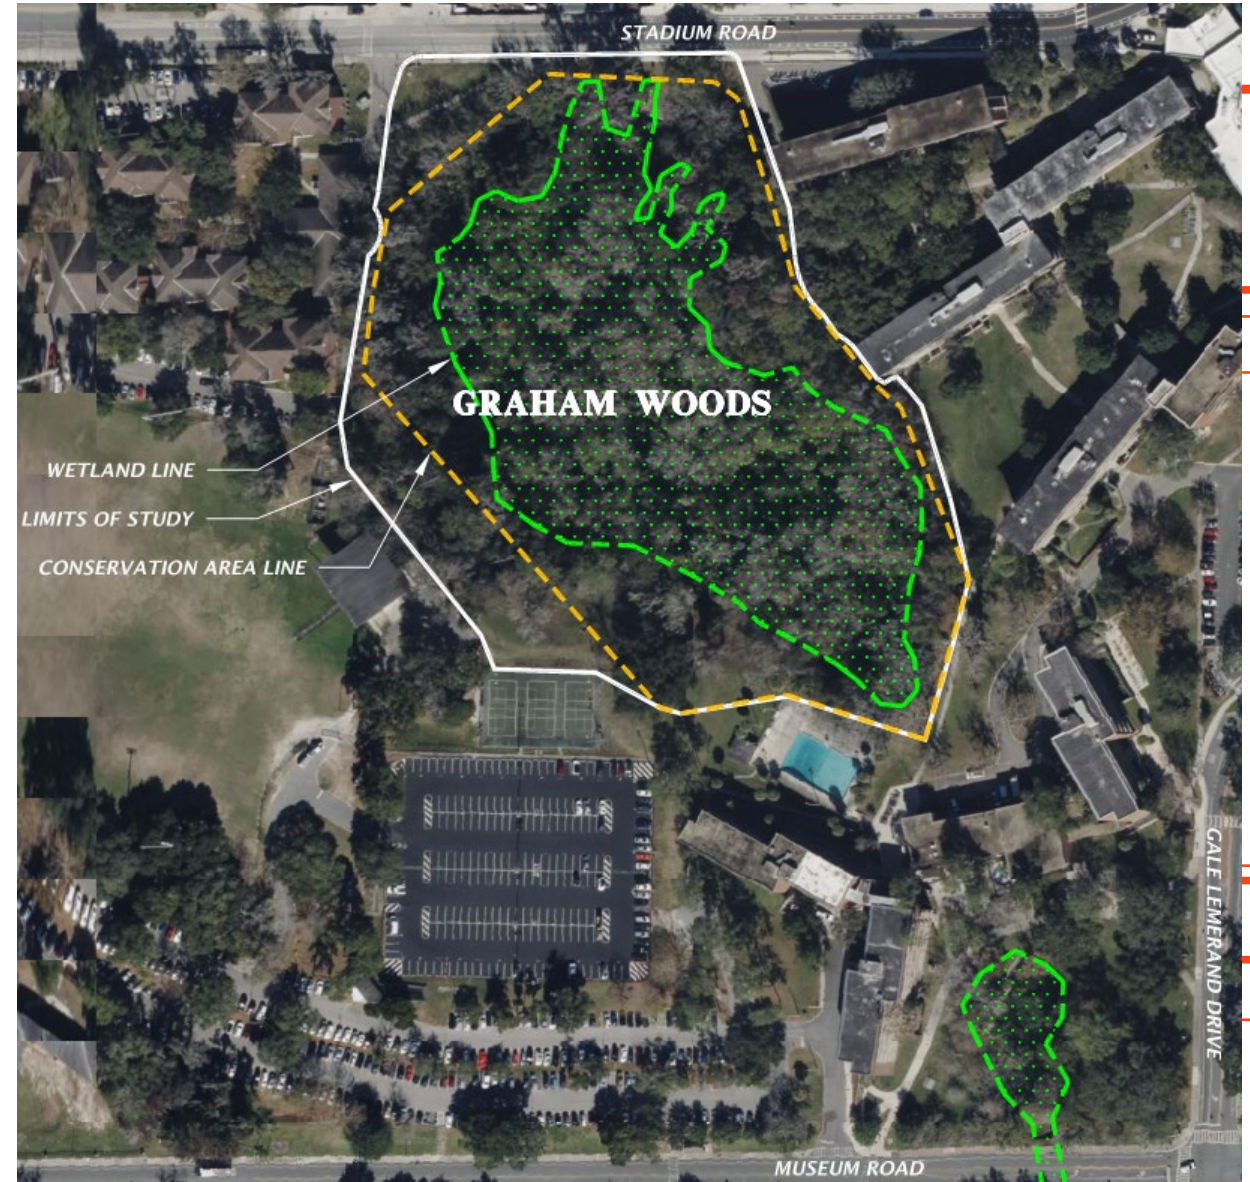 STADIUM ROAD
GRAHAM WOODS
WETLAND LINE
LIMITS OF STUDY
CONSERVATION AREA LINE
GALE LEMERAND DRIVE
MUSEUM ROAD